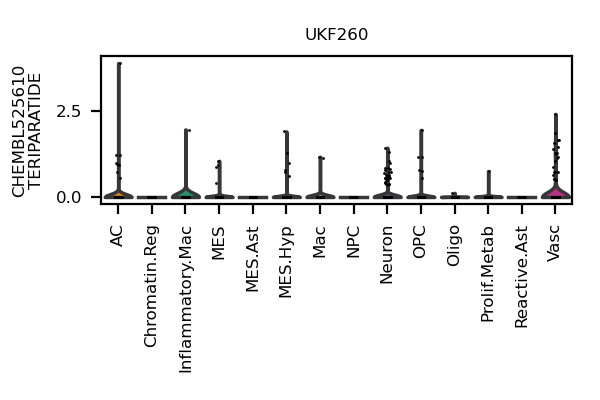 UKF260
CHEMBL525610
TERIPARATIDE
2.5
0.0
AC
Chromatin.Reg
Inflammatory.Mac
MES
MES.Ast
MES.Hyp
Mac
NPC
Neuron
OPC
Oligo
Prolif.Metab
Reactive.Ast
Vasc